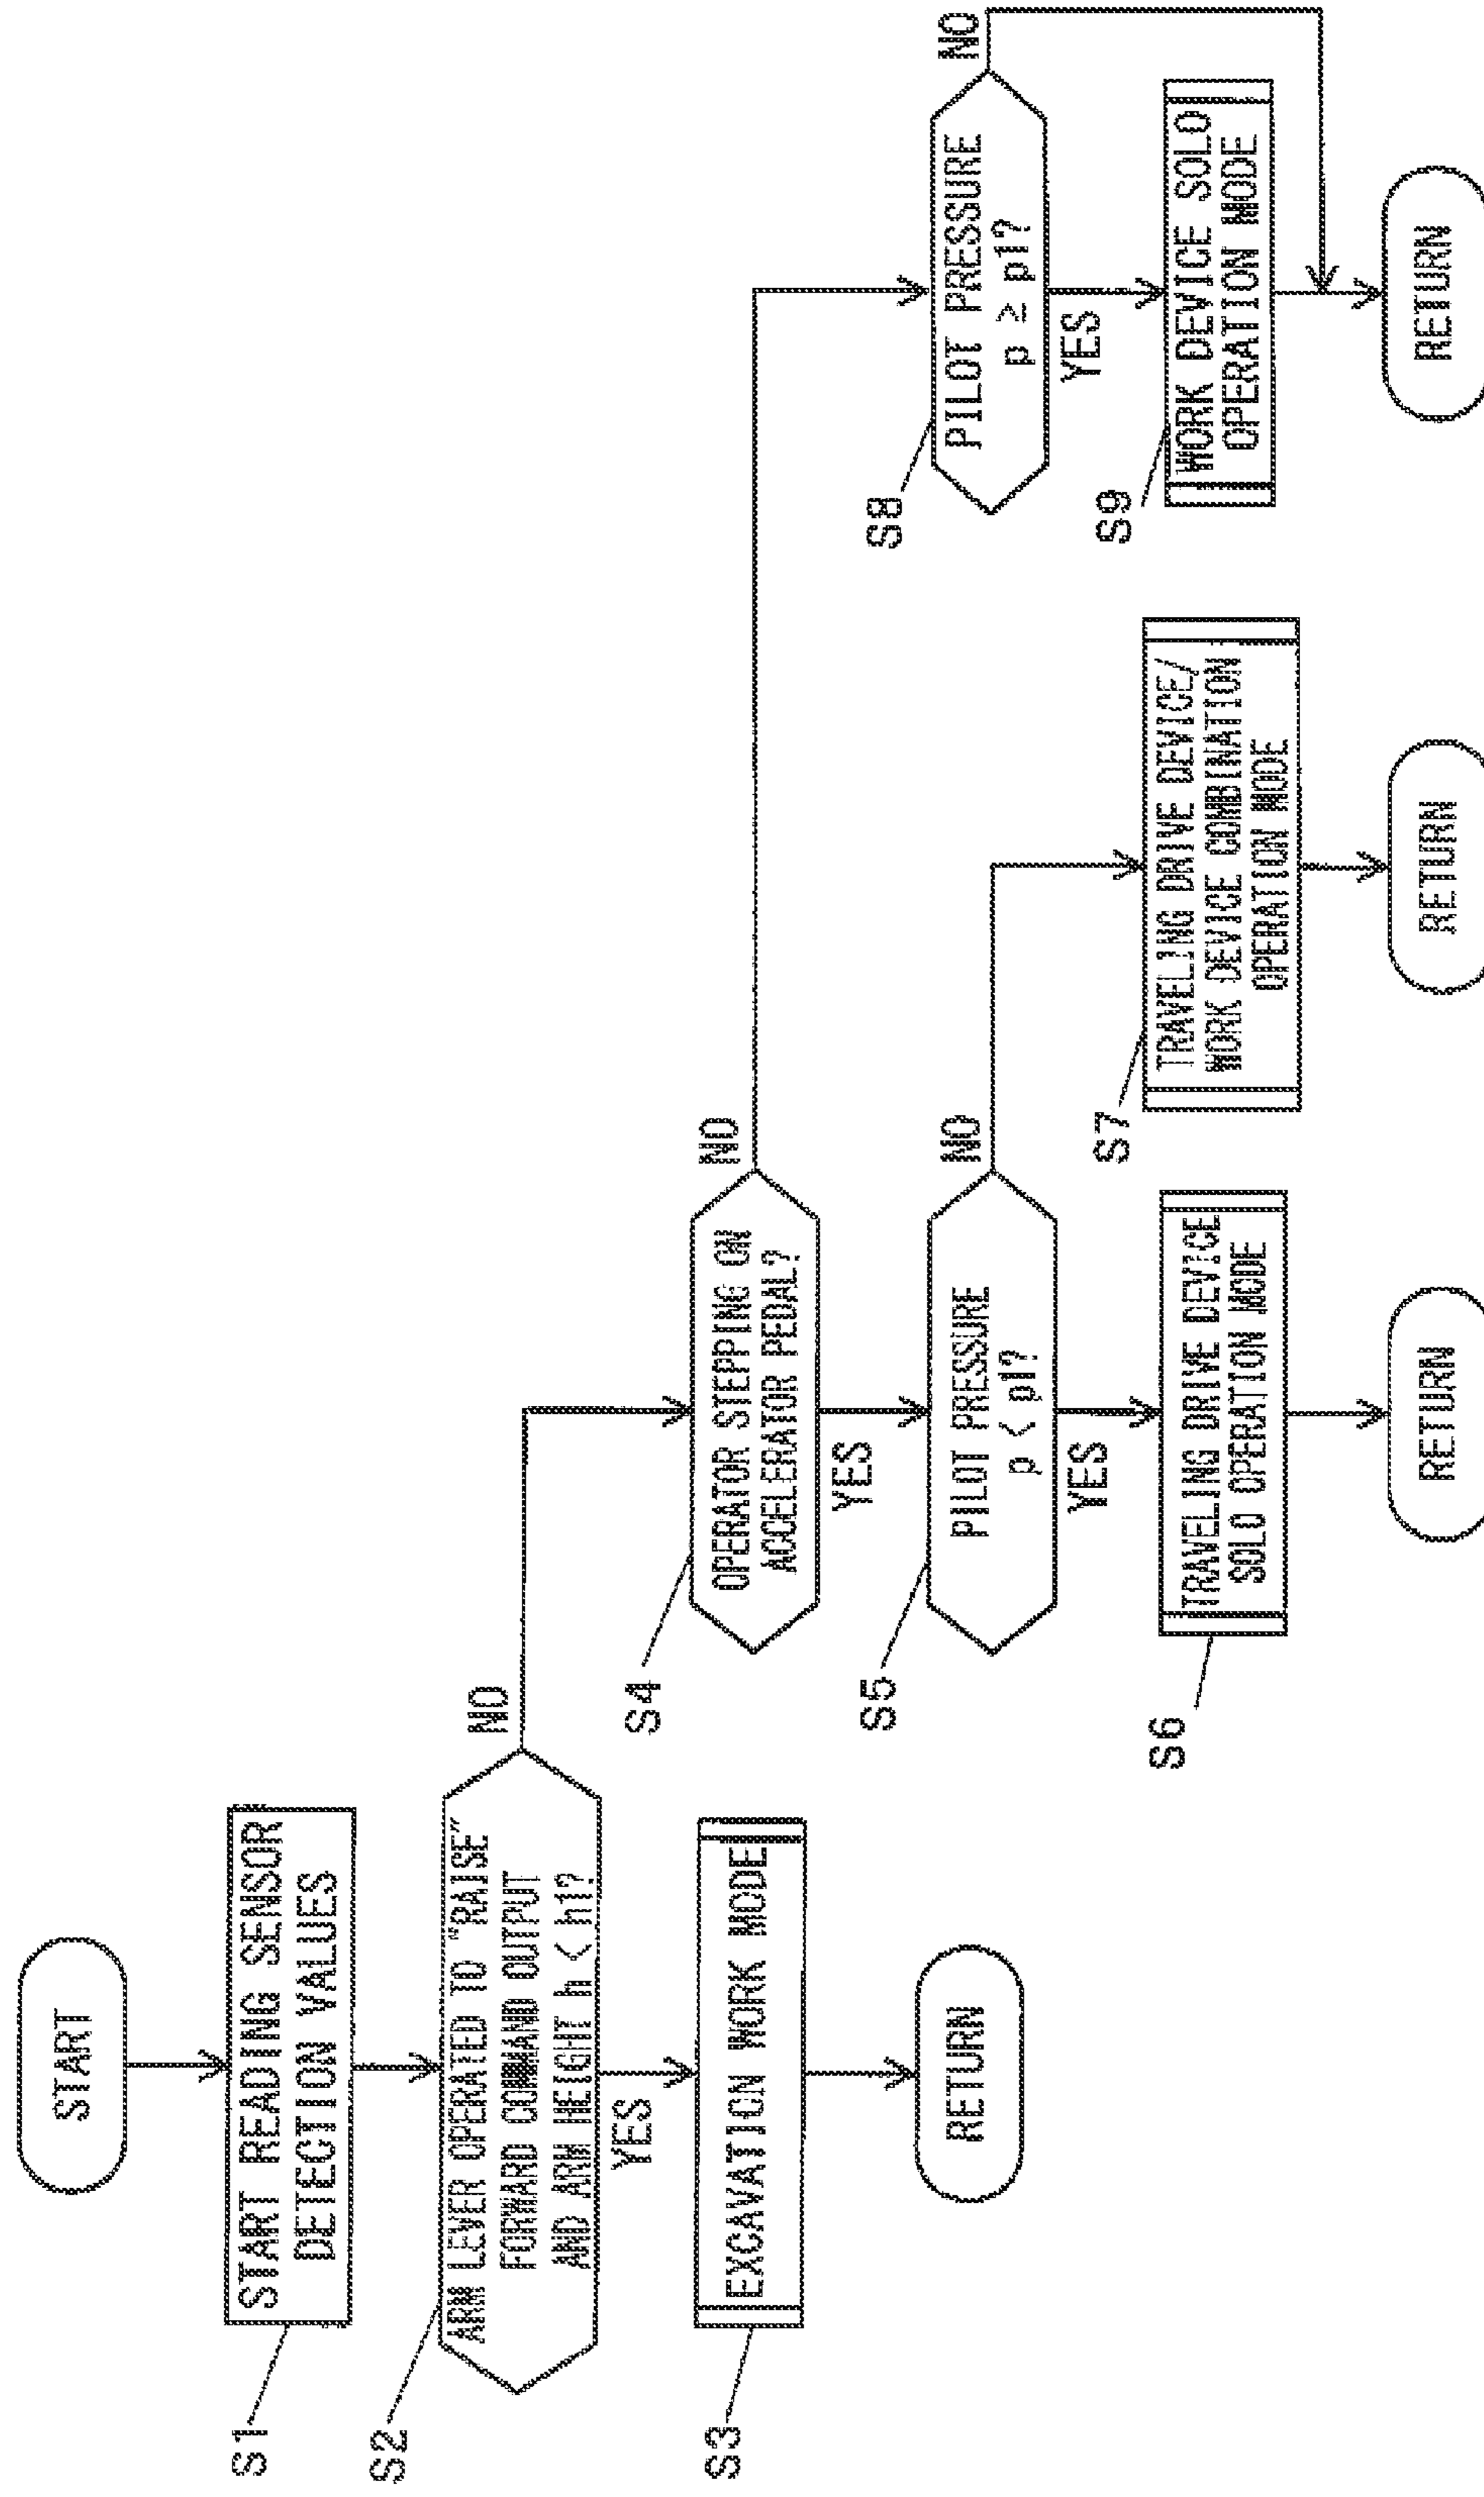 START
S1
START READING SENSOR
DETECTION VALUES
S2
ARM LEVER OPERATED TO "RAISE"
FORWARD COMMAND OUTPUT
AND ARM HEIGHT h < h1?
NO
YES
S3
EXCAVATION WORK MODE
RETURN
S4
OPERATOR STEPPING ON
ACCELERATOR PEDAL?
NO
YES
S5
PILOT PRESSURE
p < p1?
NO
YES
S6
TRAVELING DRIVE DEVICE
SOLO OPERATION MODE
RETURN
S7
TRAVELING DRIVE DEVICE/
WORK DEVICE COMBINATION
OPERATION MODE
RETURN
S8
PILOT PRESSURE
p ≥ p1?
NO
YES
S9
WORK DEVICE SOLO
OPERATION MODE
RETURN